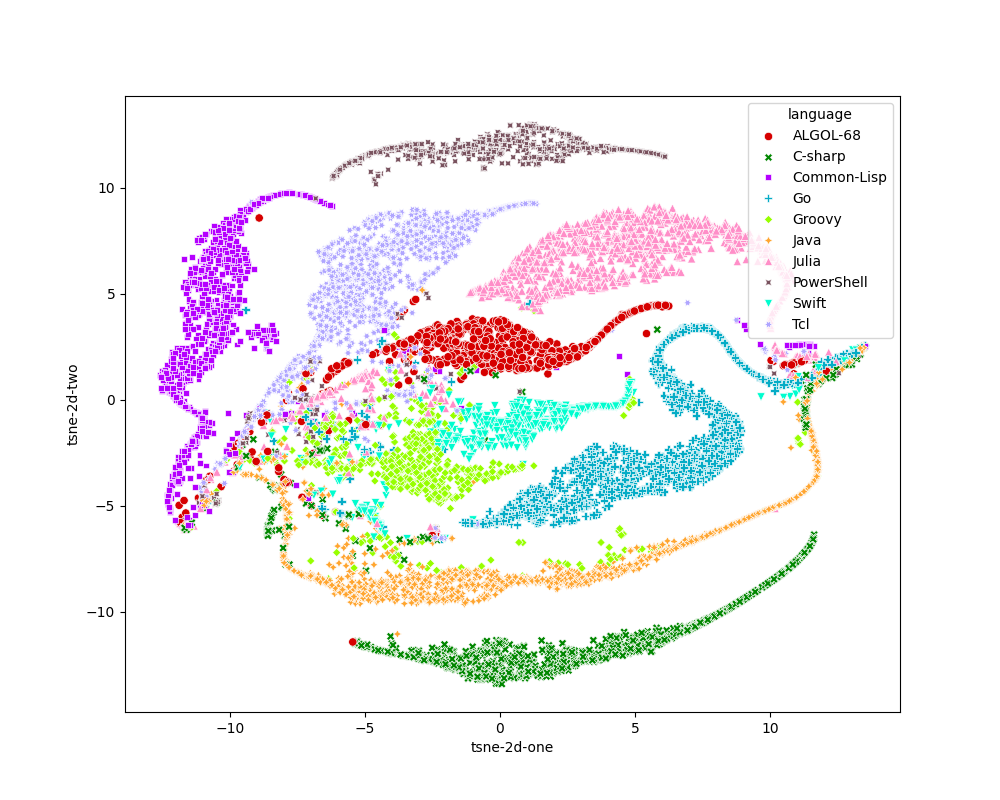 language
ALGOL-68
C-sharp
Common-Lisp
Go
Groovy
Java
Julia
PowerShell
Swift
Tcl
10
5
0
−5
−10
tsne-2d-two
−10
−5
0
5
10
tsne-2d-one